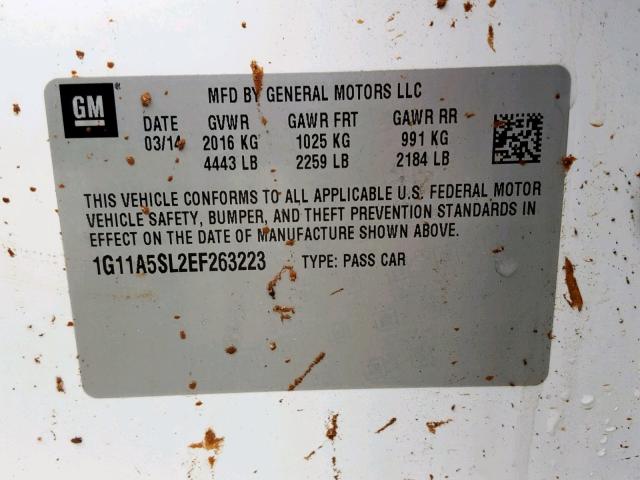 GM
MFD BY GENERAL MOTORS LLC
DATE GVWR GAWR FRT GAWR RR
03/14 2016 KG 1025 KG 991 KG
4443 LB 2259 LB 2184 LB
THIS VEHICLE CONFORMS TO ALL APPLICABLE U.S. FEDERAL MOTOR
VEHICLE SAFETY, BUMPER, AND THEFT PREVENTION STANDARDS IN
EFFECT ON THE DATE OF MANUFACTURE SHOWN ABOVE.
1G11A5SL2EF263223 TYPE: PASS CAR